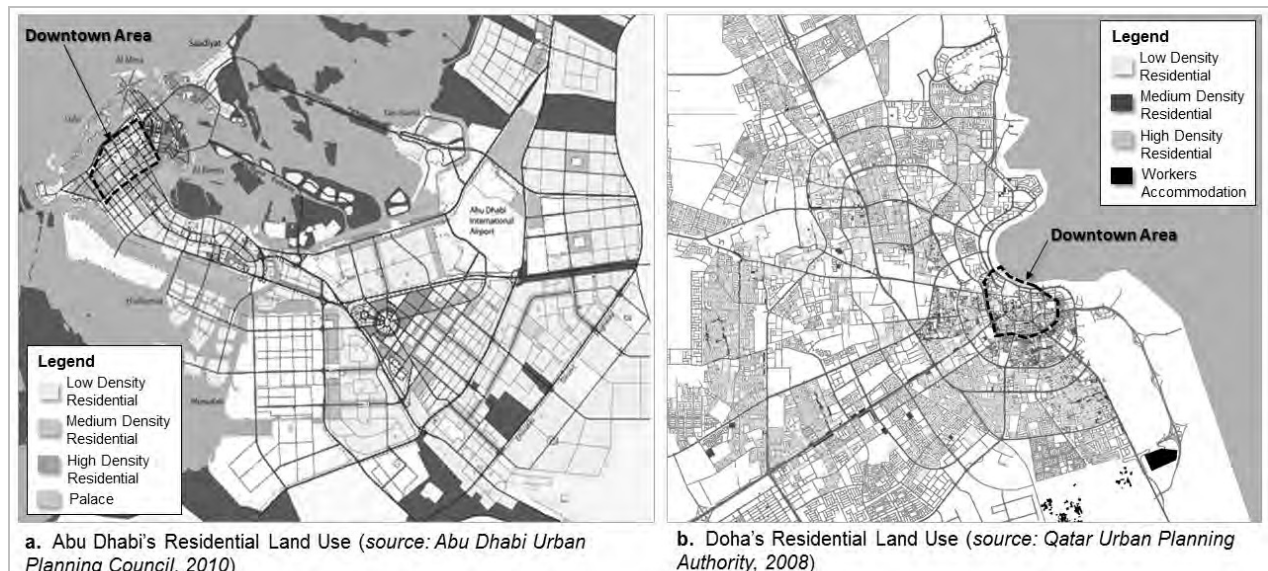 Downtown Area
Saadiyat
Al Mina
Abu Dhabi
International
Airport
Legend
Low Density
Residential
Medium Density
Residential
High Density
Residential
Palace
a. Abu Dhabi's Residential Land Use (source: Abu Dhabi Urban
Planning Council, 2010)
Legend
Low Density
Residential
Medium Density
Residential
High Density
Residential
Workers
Accommodation
Downtown Area
b. Doha's Residential Land Use (source: Qatar Urban Planning
Authority, 2008)